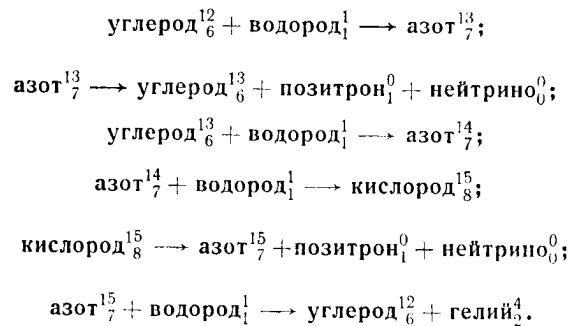 углерод¹²₆ + водород¹₁ → азот¹³₇;
азот¹³₇ → углерод¹³₆ + позитрон⁰₁ + нейтрино⁰₀;
углерод¹³₆ + водород¹₁ → азот¹⁴₇;
азот¹⁴₇ + водород¹₁ → кислород¹⁵₈;
кислород¹⁵₈ → азот¹⁵₇ + позитрон⁰₁ + нейтрино⁰₀;
азот¹⁵₇ + водород¹₁ → углерод¹²₆ + гелий⁴₂.